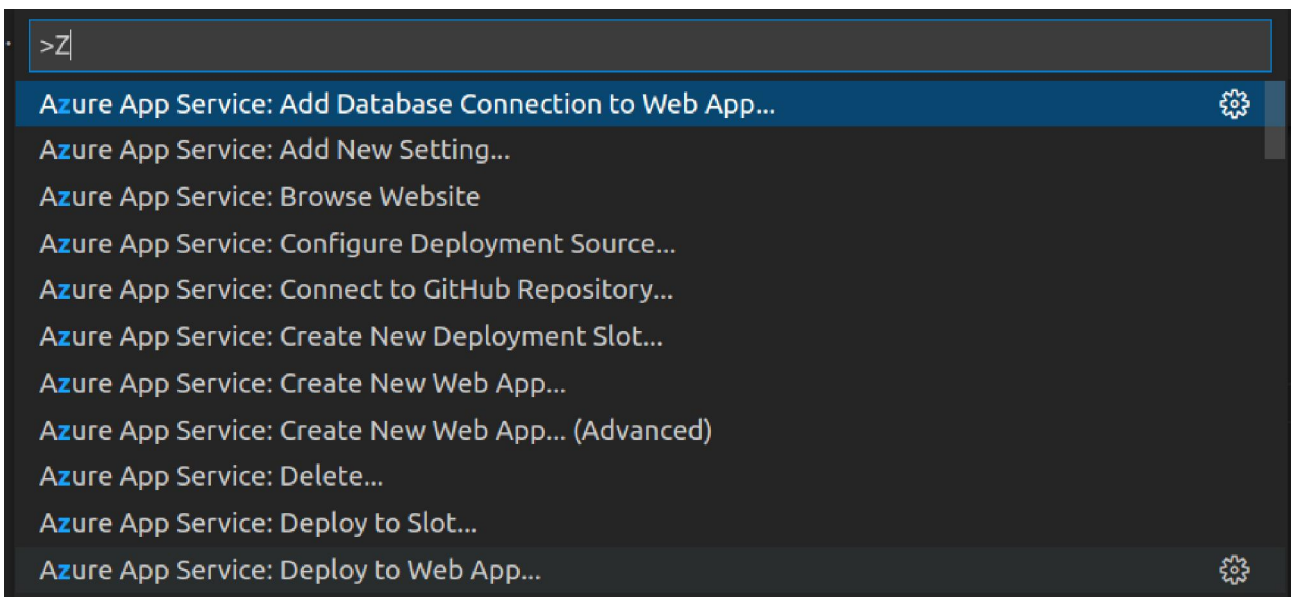 >Z
Azure App Service: Add Database Connection to Web App...
Azure App Service: Add New Setting...
Azure App Service: Browse Website
Azure App Service: Configure Deployment Source...
Azure App Service: Connect to GitHub Repository...
Azure App Service: Create New Deployment Slot...
Azure App Service: Create New Web App...
Azure App Service: Create New Web App... (Advanced)
Azure App Service: Delete...
Azure App Service: Deploy to Slot...
Azure App Service: Deploy to Web App...